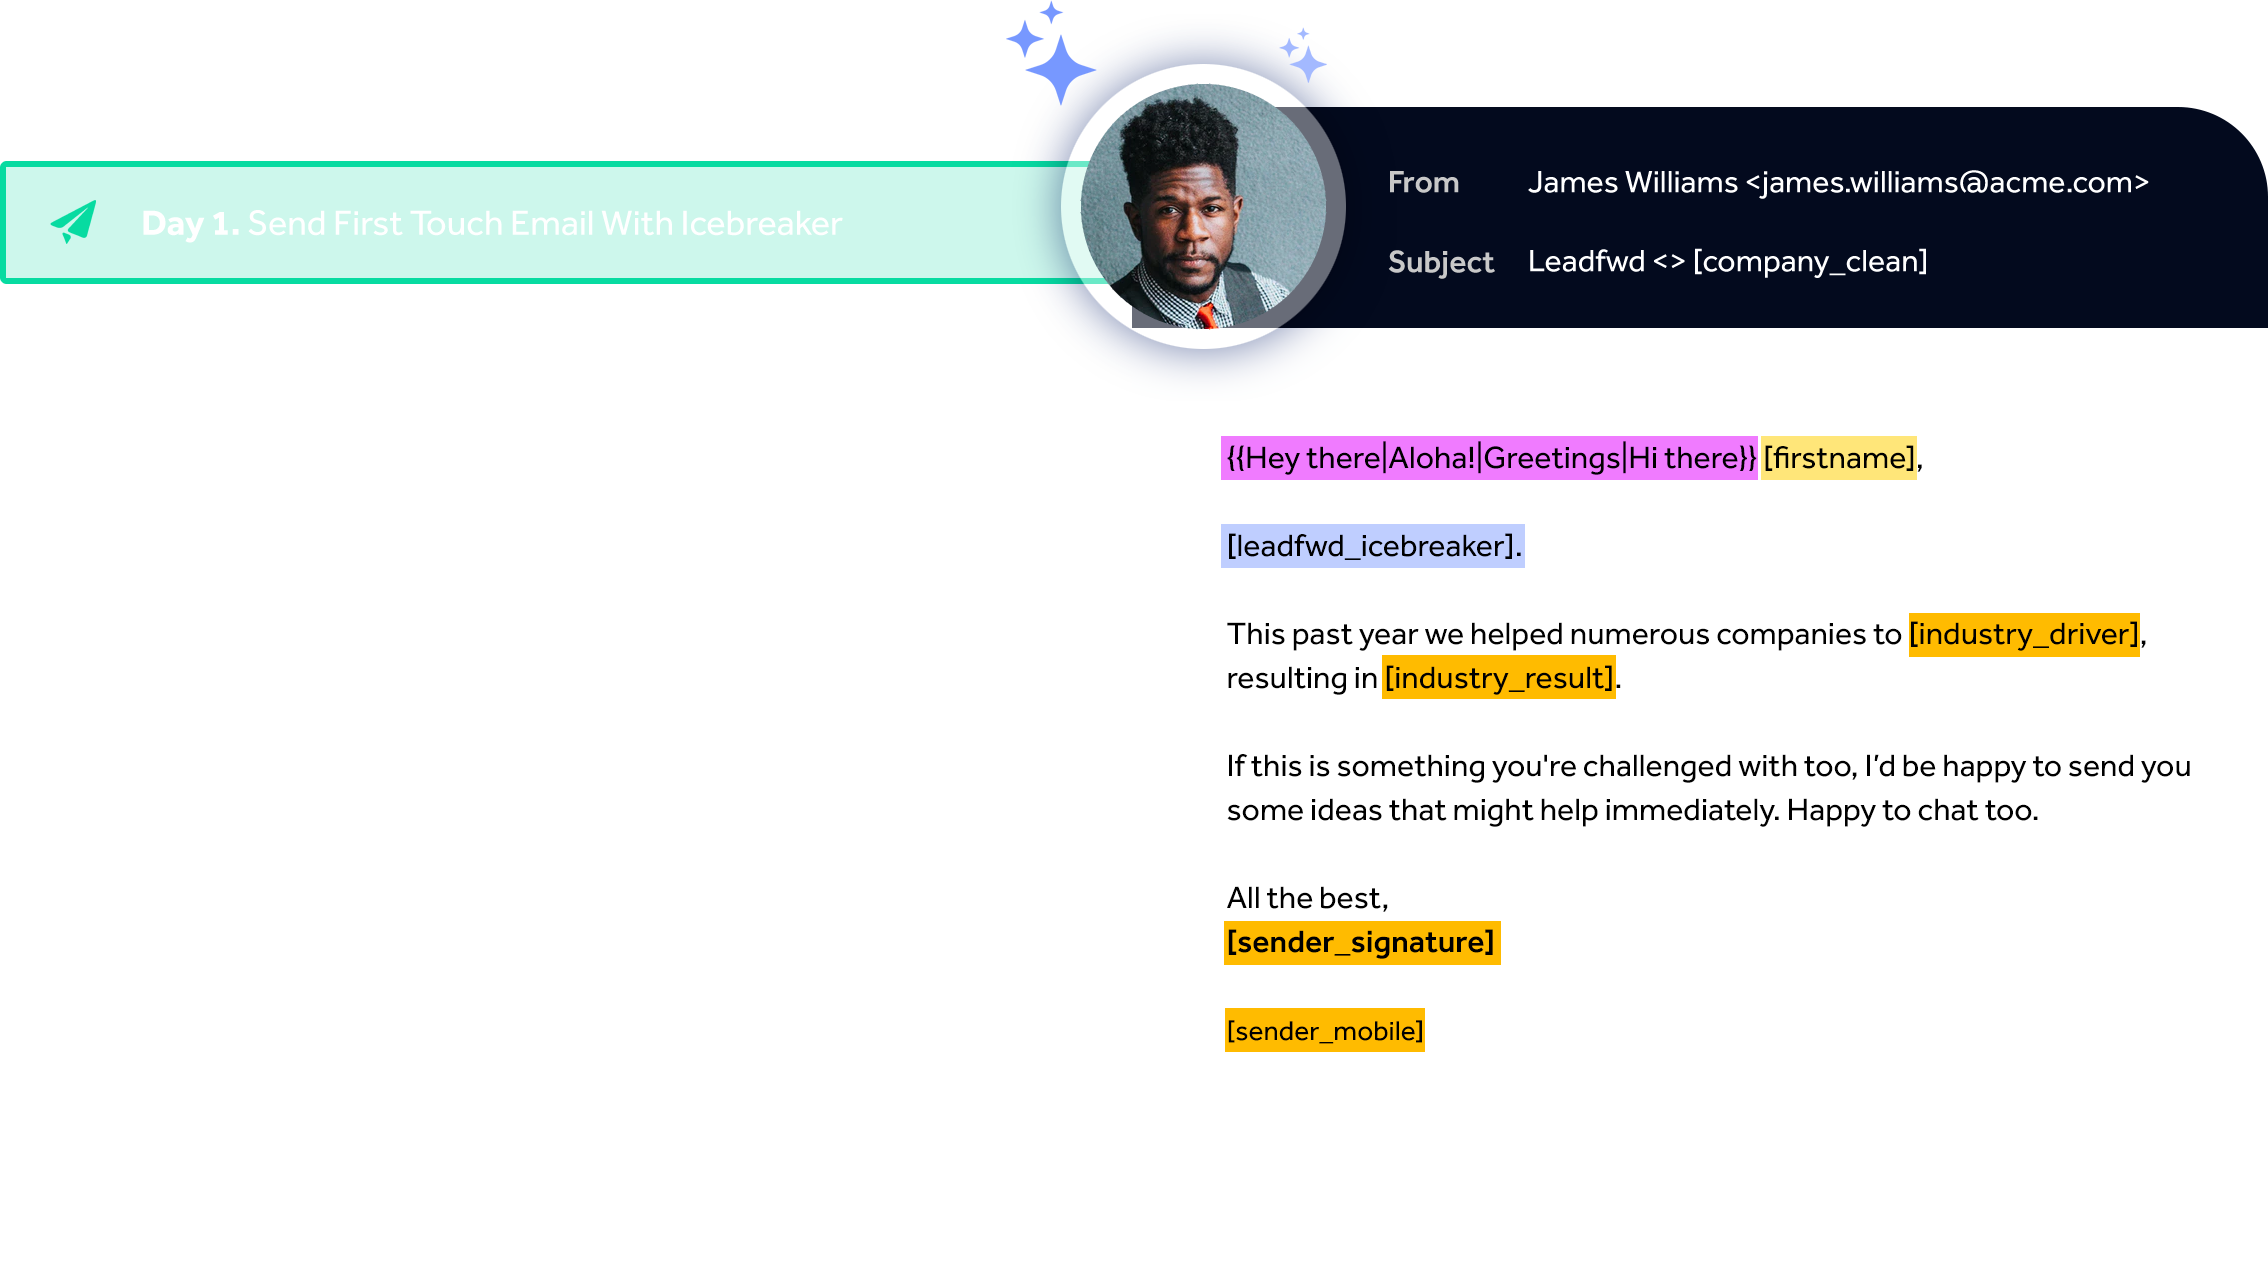 Day 1. Send First Touch Email With Icebreaker
From James Williams <james.williams@acme.com>
Subject Leadfwd <> [company_clean]
{{Hey there|Aloha!|Greetings|Hi there}} [firstname],
[leadfwd_icebreaker].
This past year we helped numerous companies to [industry_driver],
resulting in [industry_result].
If this is something you're challenged with too, I’d be happy to send you
some ideas that might help immediately. Happy to chat too.
All the best,
[sender_signature]
[sender_mobile]